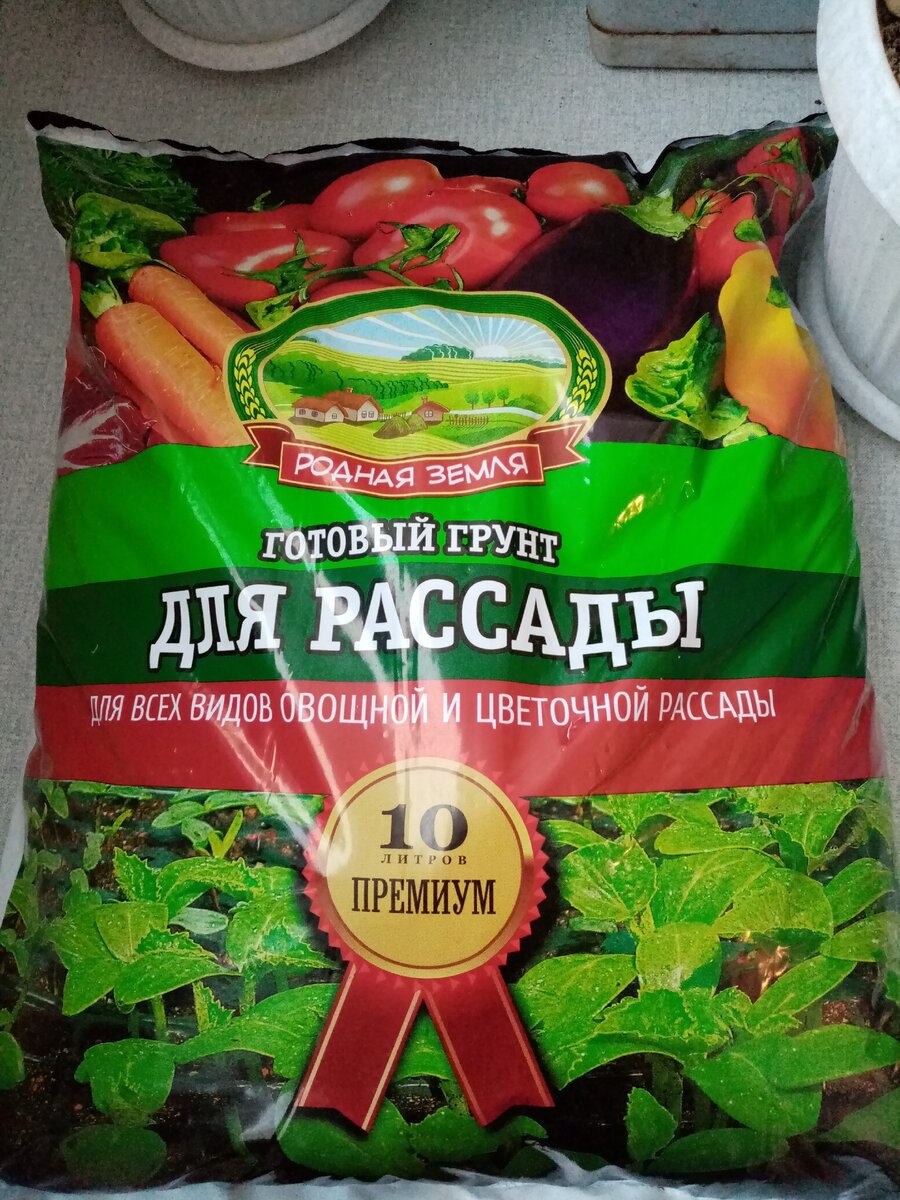 РОДНАЯ ЗЕМЛЯ
ГОТОВЫЙ ГРУНТ
ДЛЯ РАССАДЫ
ДЛЯ ВСЕХ ВИДОВ ОВОЩНОЙ И ЦВЕТОЧНОЙ РАССАДЫ
10
ЛИТРОВ
ПРЕМИУМ